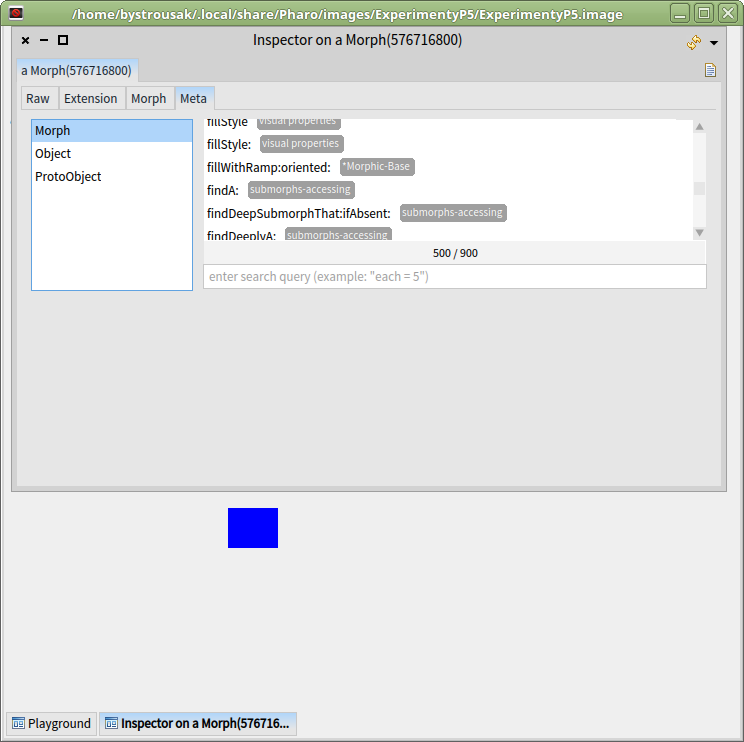 /home/bystrousak/.local/share/Pharo/images/ExperimentyP5/ExperimentyP5.image
Inspector on a Morph(576716800)
a Morph(576716800)
Raw Extension Morph Meta
Morph
Object
ProtoObject
fillStyle visual properties
fillStyle: visual properties
fillWithRamp:oriented: *Morphic-Base
findA: submorphs-accessing
findDeepSubmorphThat:ifAbsent: submorphs-accessing
findDeeplyA: submorphs-accessing
500 / 900
enter search query (example: "each = 5")
Playground Inspector on a Morph(576716...